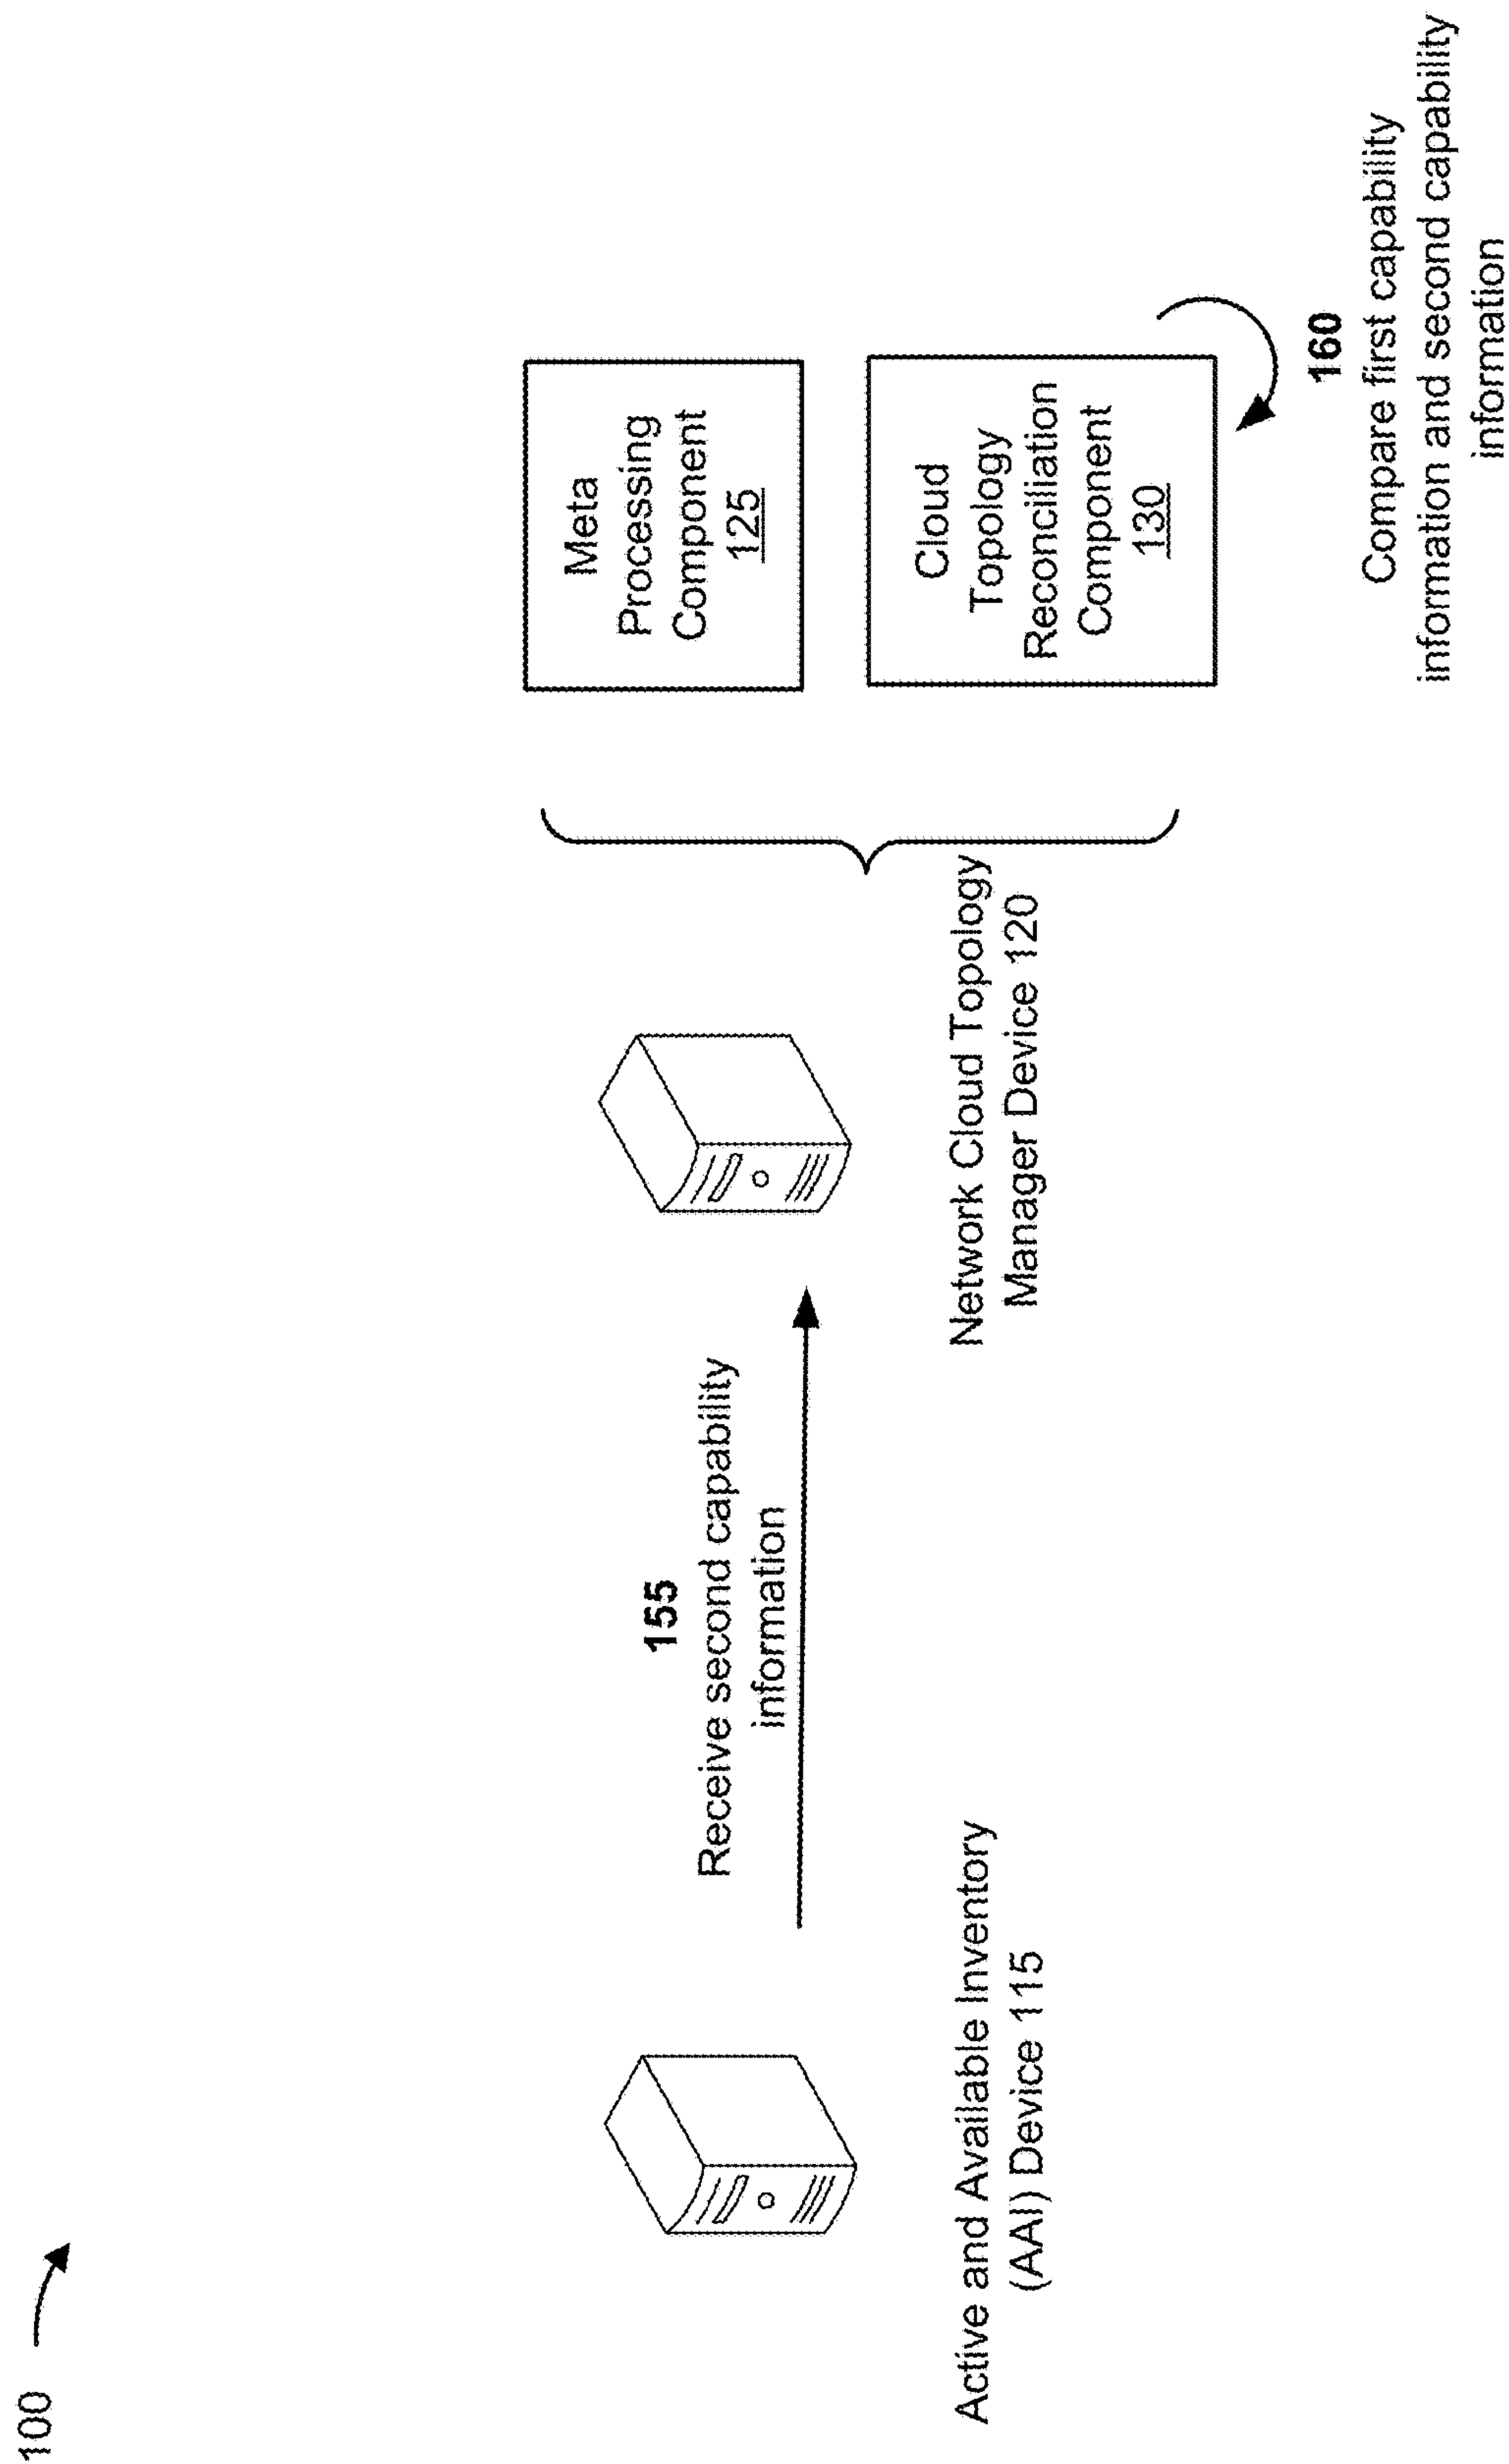 100
155
Receive second capability
information
Active and Available Inventory
(AAI) Device 115
Network Cloud Topology
Manager Device 120
Meta
Processing
Component
125
Cloud
Topology
Reconciliation
Component
130
160
Compare first capability
information and second capability
information